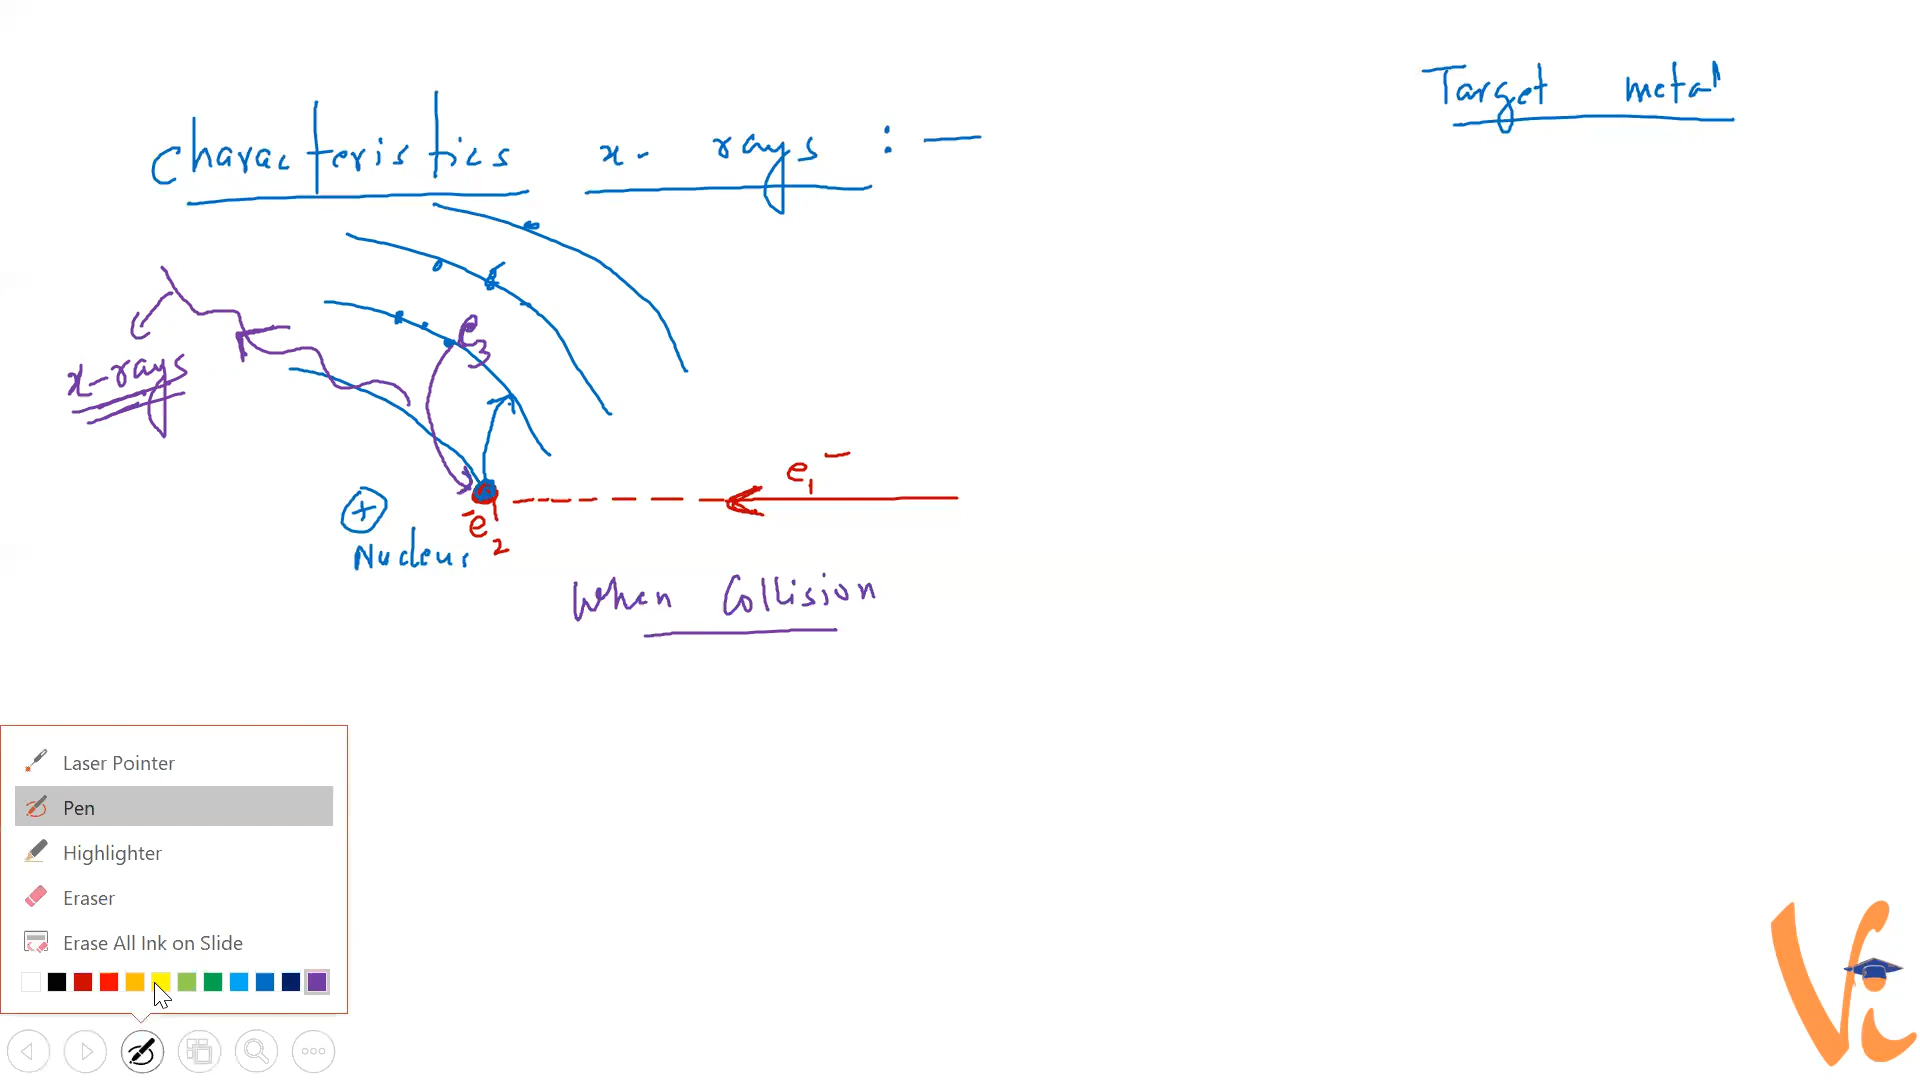 Target metal
Characteristics x- rays : —
e3
x-rays
e1 -
+
-e2
Nucleus
When Collision
Laser Pointer
Pen
Highlighter
Eraser
Erase All Ink on Slide